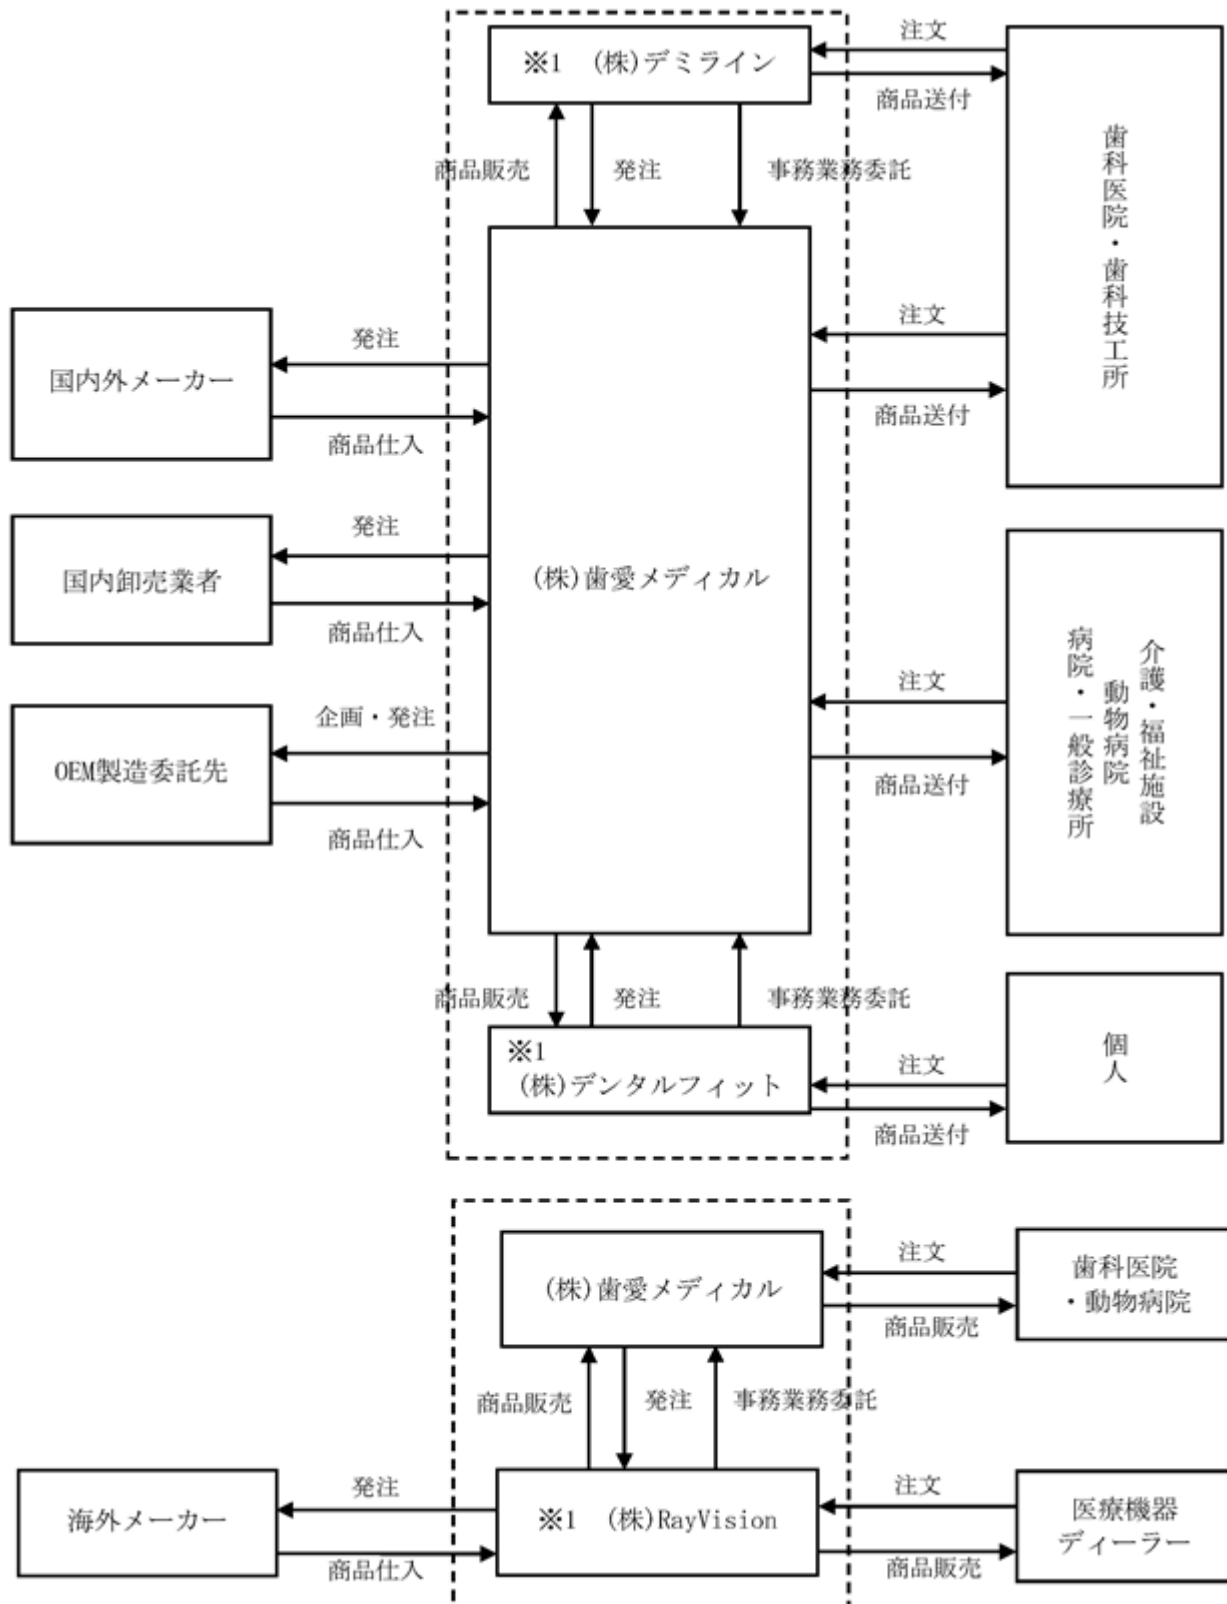 ※1 (株)デミライン
注文
商品送付
歯科医院・歯科技工所
商品販売
発注
事務業務委託
注文
商品送付
国内外メーカー
発注
商品仕入
国内卸売業者
発注
商品仕入
(株)歯愛メディカル
OEM製造委託先
企画・発注
商品仕入
注文
商品送付
介護・福祉施設
動物病院
病院・一般診療所
商品販売
発注
事務業務委託
※1
(株)デンタルフィット
注文
商品送付
個人
(株)歯愛メディカル
注文
商品販売
歯科医院
・動物病院
商品販売
発注
事務業務委託
海外メーカー
発注
商品仕入
※1 (株)RayVision
注文
商品販売
医療機器
ディーラー